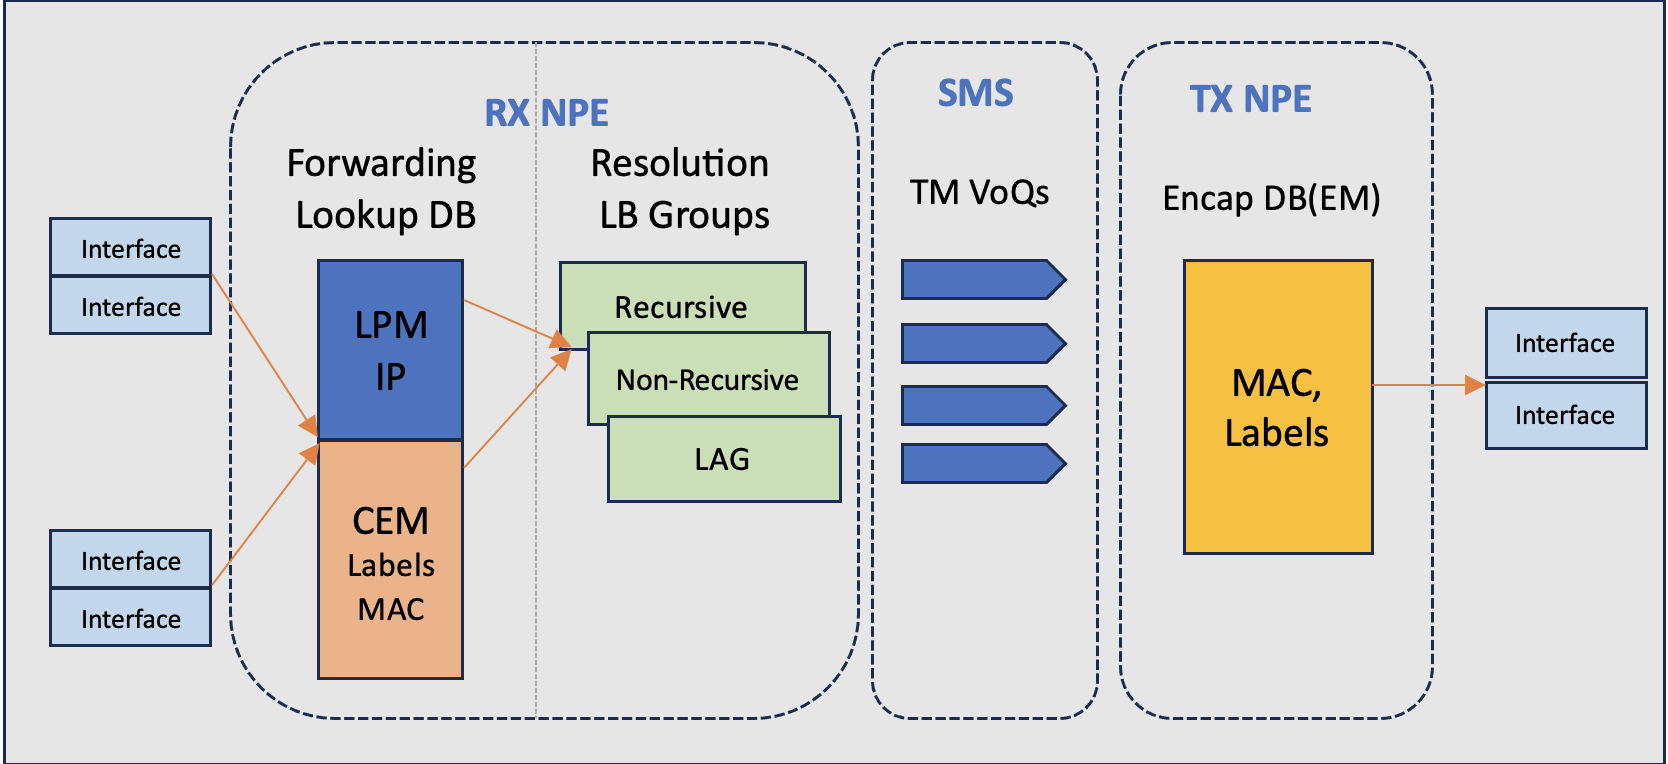 RX NPE
Forwarding
Lookup DB
Resolution
LB Groups
SMS
TM VoQs
TX NPE
Encap DB(EM)
Interface
Interface
Interface
Interface
LPM
IP
CEM
Labels
MAC
Recursive
Non-Recursive
LAG
MAC,
Labels
Interface
Interface